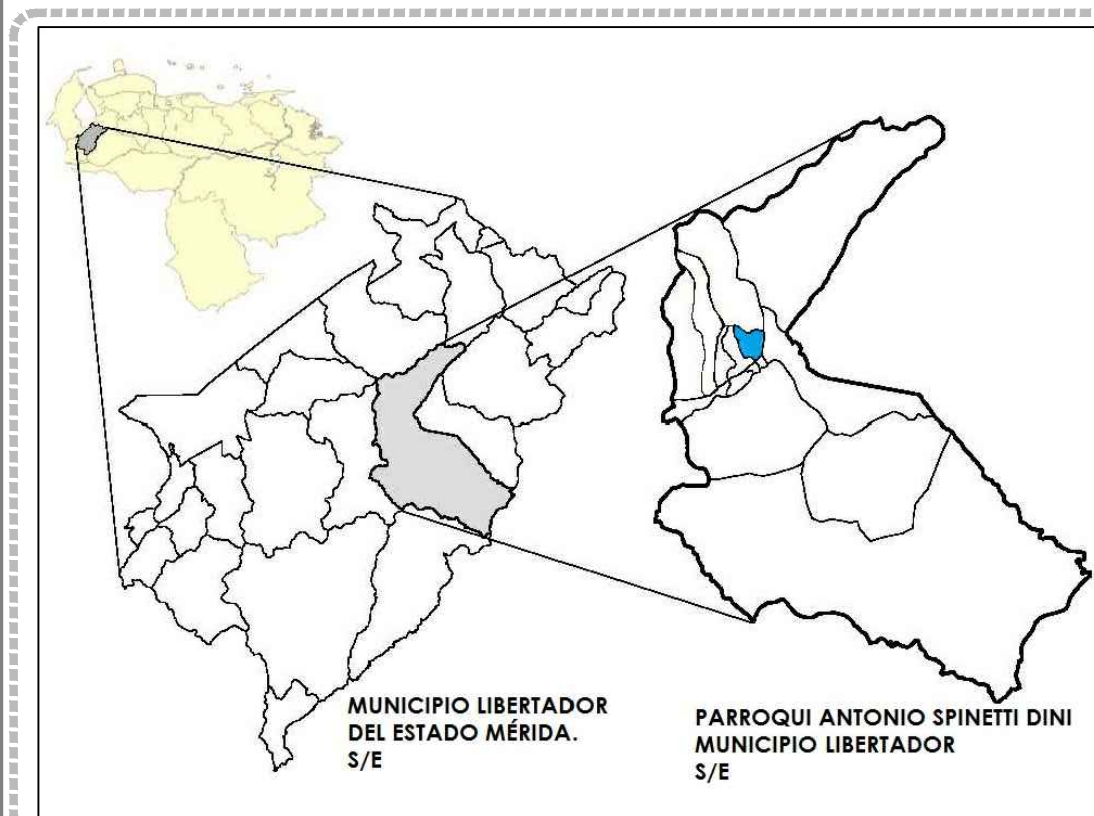 MUNICIPIO LIBERTADOR
DEL ESTADO MÉRIDA.
S/E
PARROQUI ANTONIO SPINETTI DINI
MUNICIPIO LIBERTADOR
S/E